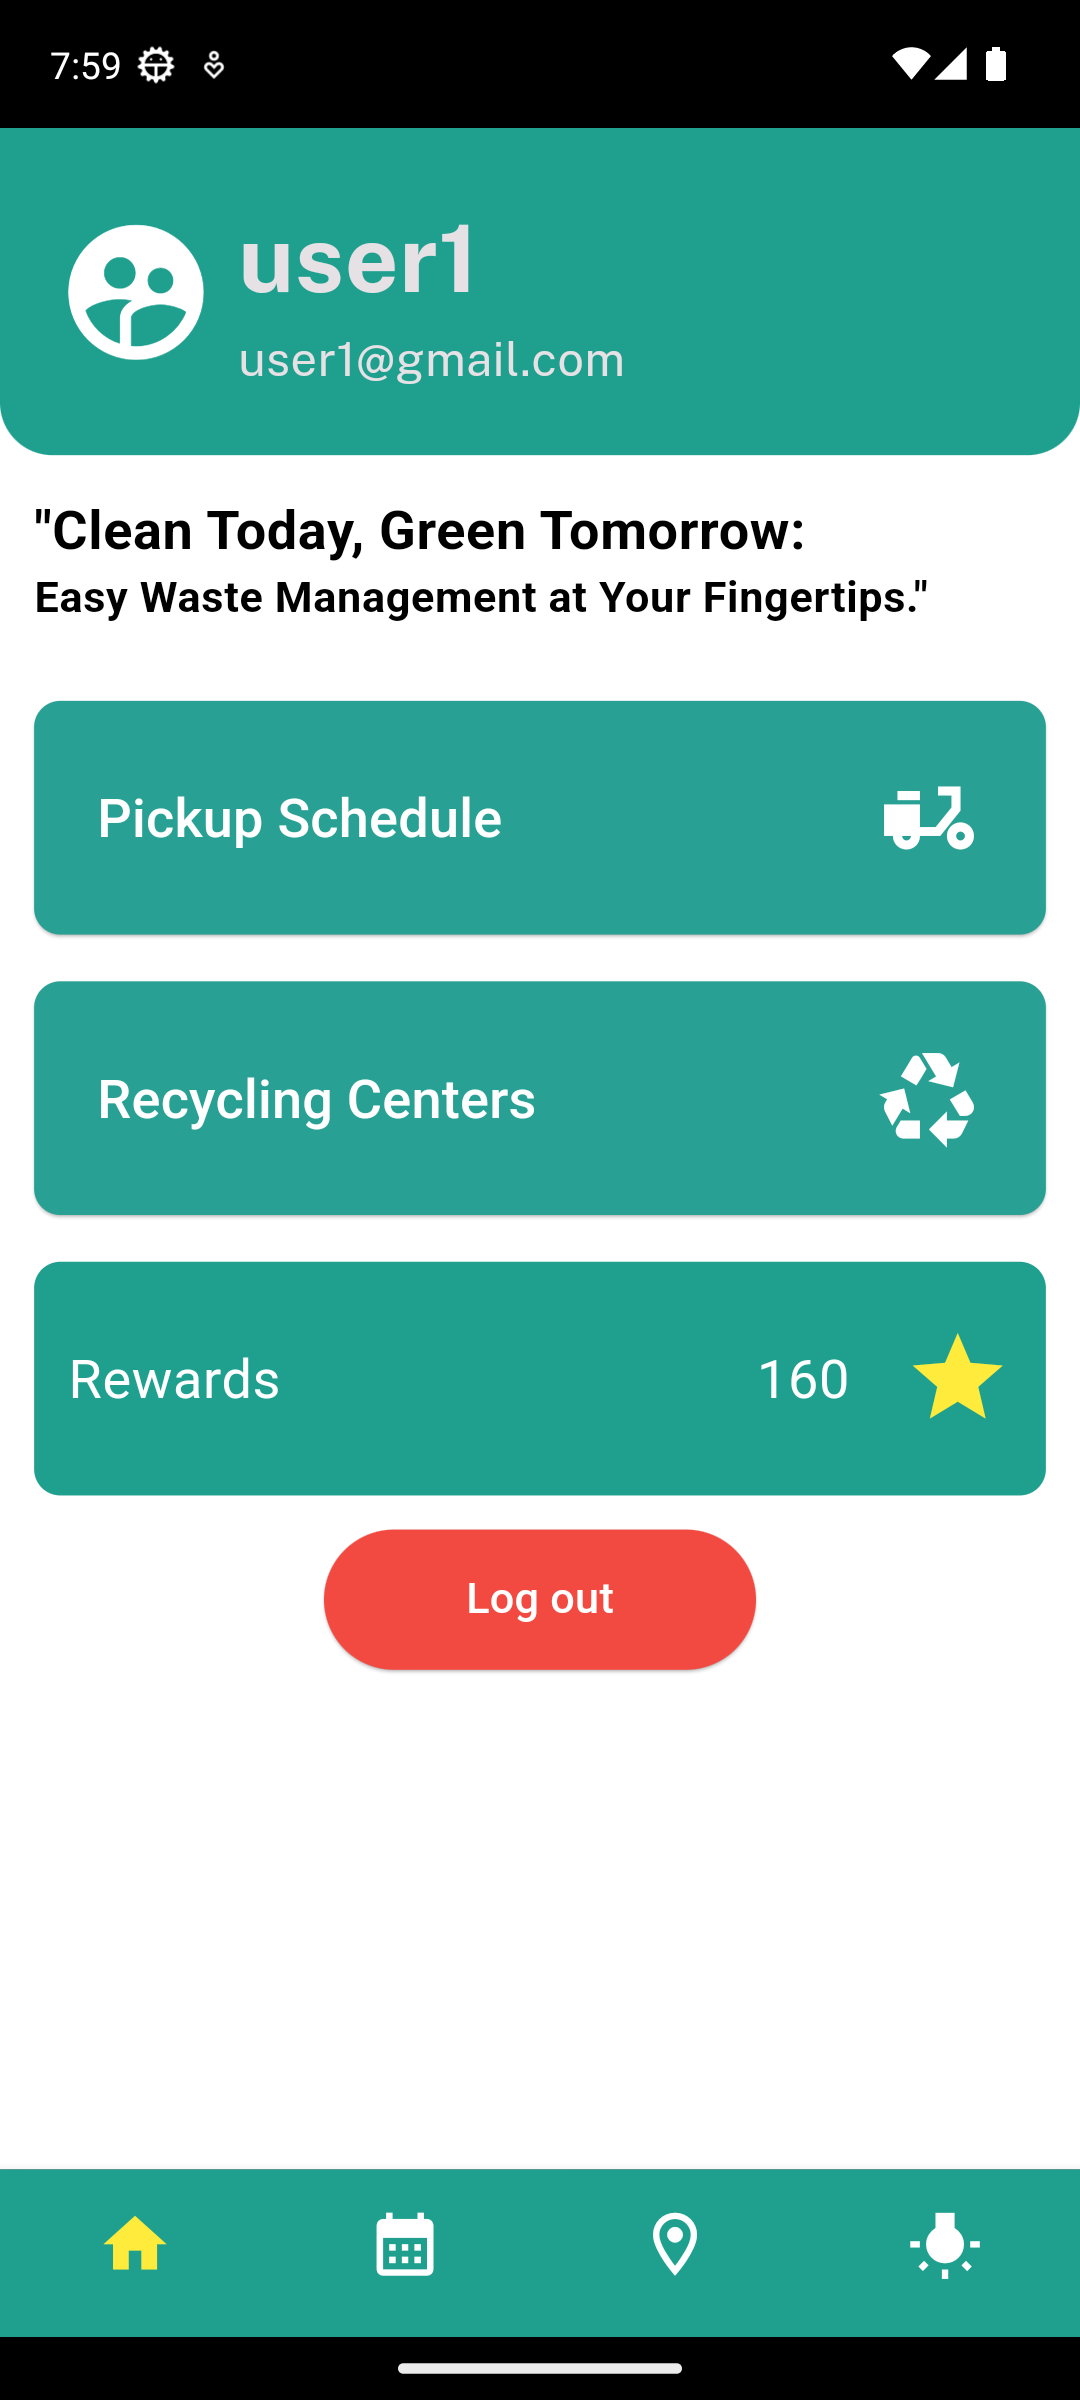 7:59
user1
user1@gmail.com
"Clean Today, Green Tomorrow:
Easy Waste Management at Your Fingertips."
Pickup Schedule
Recycling Centers
Rewards 160
Log out